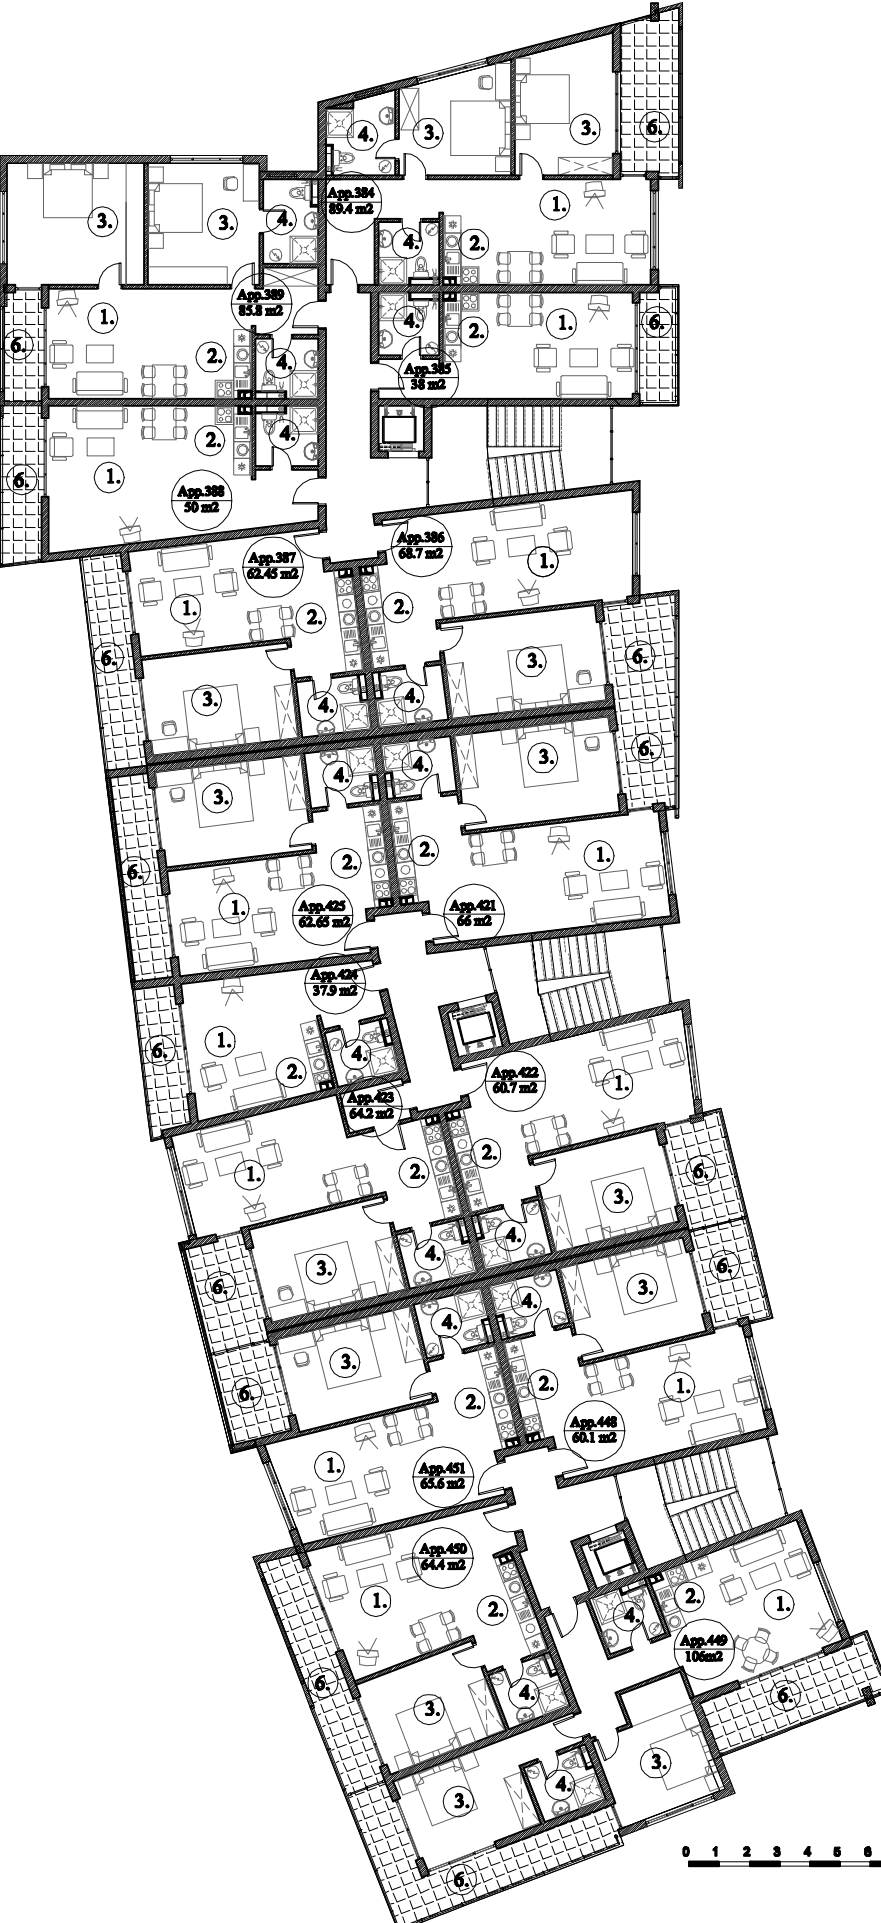 6.
4.
3.
3.
App.384
89.4 m2
1.
3.
3.
4.
4.
2.
App.389
85.8 m2
1.
1.
6.
4.
2.
6.
2.
4.
App.385
38 m2
2.
4.
1.
6.
App.388
50 m2
App.386
68.7 m2
App.387
62.45 m2
1.
1.
2.
2.
6.
3.
6.
3.
4.
4.
6.
3.
4.
4.
3.
6.
2.
2.
1.
1.
App.425
62.65 m2
App.421
66 m2
App.424
37.9 m2
1.
6.
4.
2.
App.422
60.7 m2
1.
App.423
64.2 m2
1.
2.
2.
6.
3.
4.
4.
3.
6.
6.
3.
4.
4.
3.
6.
2.
2.
1.
App.448
60.1 m2
1.
App.451
65.6 m2
App.450
64.4 m2
1.
2.
2.
1.
4.
App.449
106m2
6.
3.
4.
6.
3.
4.
3.
6.
0 1 2 3 4 5 6